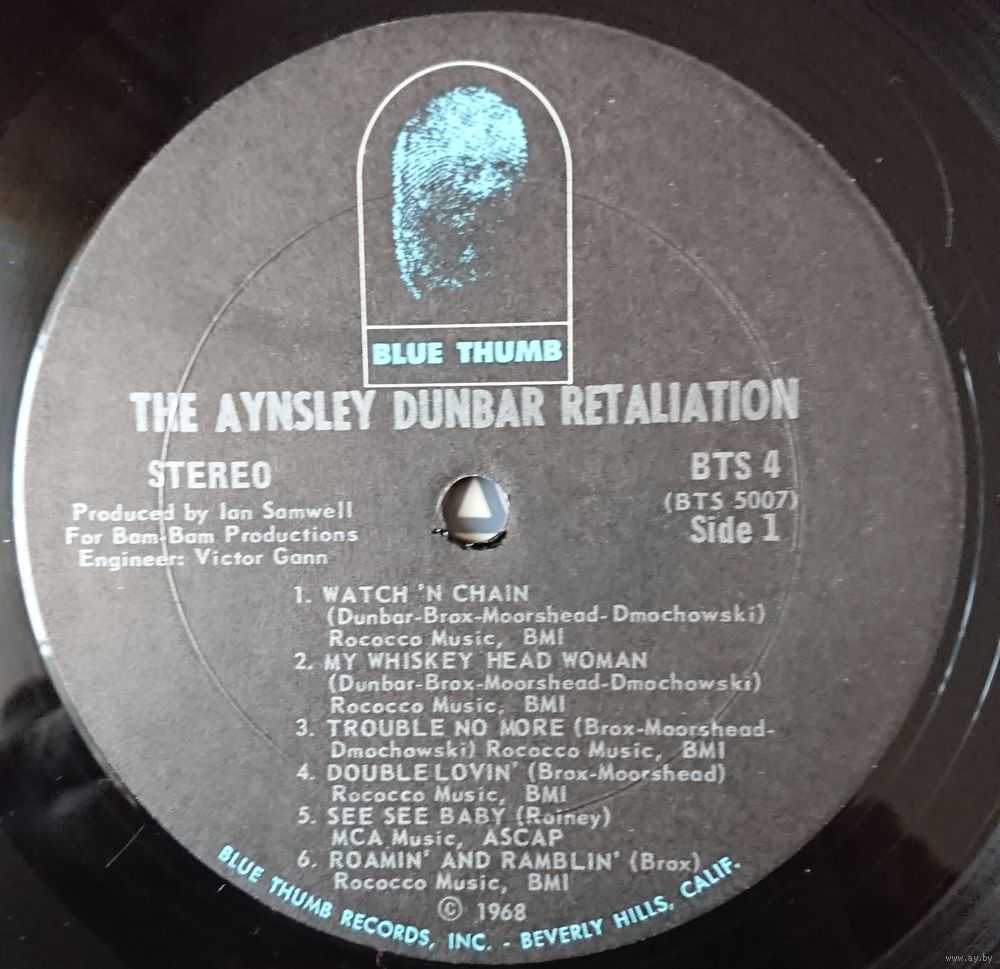 BLUE THUMB
THE AYNSLEY DUNBAR RETALIATION
STEREO
Produced by Ian Samwell
For Bam-Bam Productions
Engineer: Victor Gann
BTS 4
(BTS 5007)
Side 1
1. WATCH 'N CHAIN
(Dunbar-Brox-Moorshead-Dmochowski)
Rococco Music, BMI
2. MY WHISKEY HEAD WOMAN
(Dunbar-Brox-Moorshead-Dmochowski)
Rococco Music, BMI
3. TROUBLE NO MORE (Brox-Moorshead-
Dmochowski) Rococco Music, BMI
4. DOUBLE LOVIN' (Brox-Moorshead)
Rococco Music, BMI
5. SEE SEE BABY (Rainey)
MCA Music, ASCAP
6. ROAMIN' AND RAMBLIN' (Brox)
Rococco Music, BMI
© 1968
BLUE THUMB RECORDS, INC. - BEVERLY HILLS, CALIF.
www.ay.by